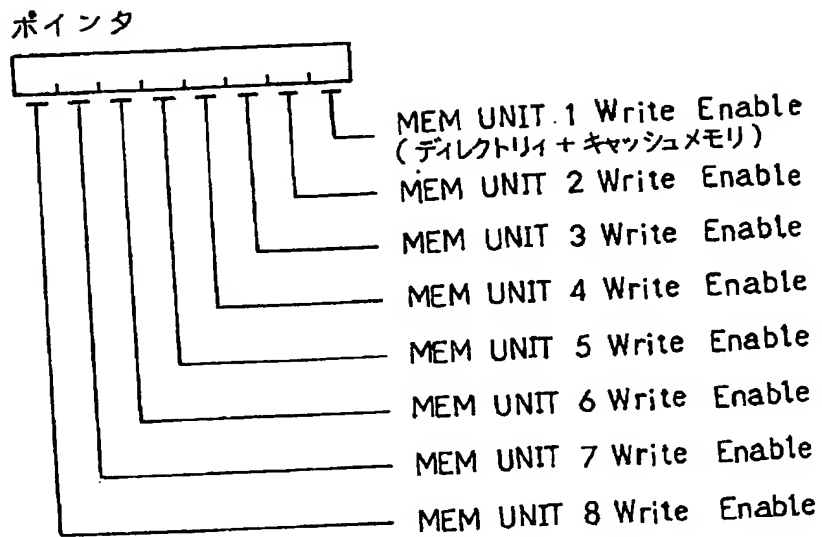 ポインタ
MEM UNIT 1 Write Enable
(ディレクトリィ+キャッシュメモリ)
MEM UNIT 2 Write Enable
MEM UNIT 3 Write Enable
MEM UNIT 4 Write Enable
MEM UNIT 5 Write Enable
MEM UNIT 6 Write Enable
MEM UNIT 7 Write Enable
MEM UNIT 8 Write Enable